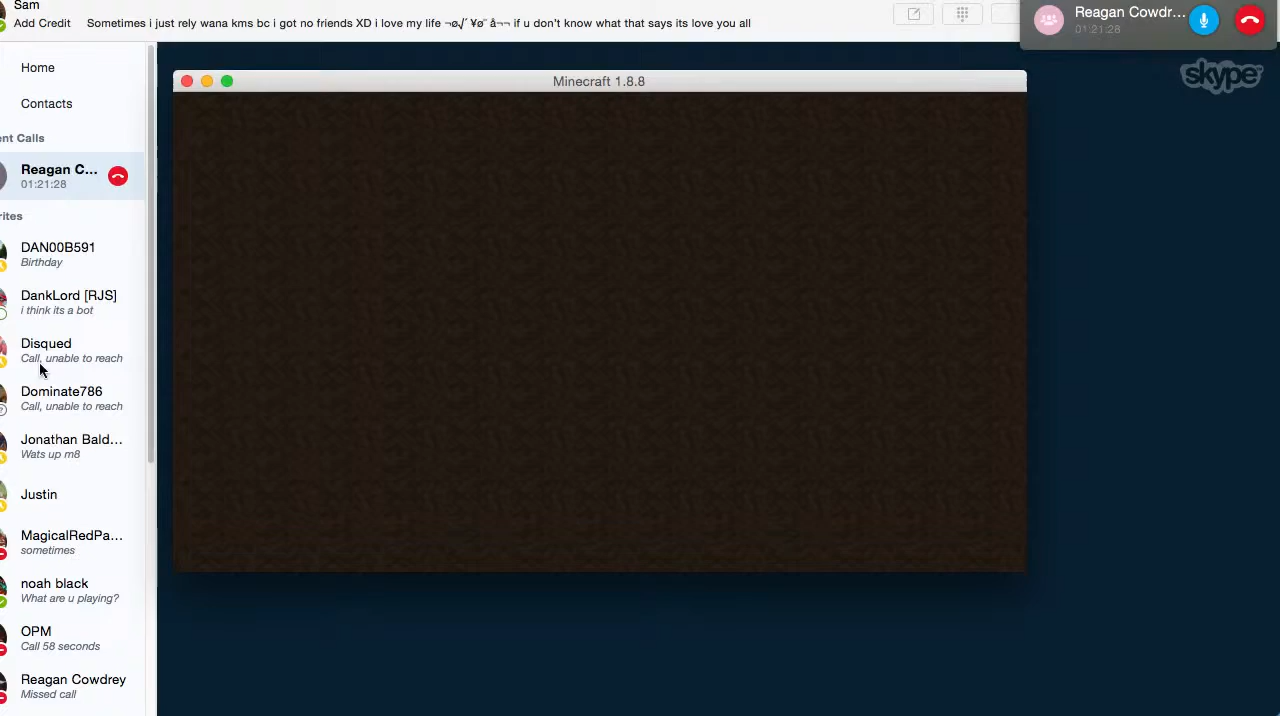 Sam
Add Credit Sometimes i just rely wana kms bc i got no friends XD i love my life ¬ø√´ ¥ø¨ â¬¬ if u don't know what that says its love you all
Reagan Cowdr...
01:21:28
skype
Home
Contacts
Minecraft 1.8.8
ent Calls
Reagan C...
01:21:28
rites
DAN00B591
Birthday
DankLord [RJS]
i think its a bot
Disqued
Call, unable to reach
Dominate786
Call, unable to reach
Jonathan Bald...
Wats up m8
Justin
MagicalRedPa...
sometimes
noah black
What are u playing?
OPM
Call 58 seconds
Reagan Cowdrey
Missed call